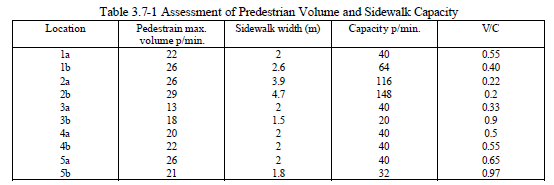 Table 3.7-1 Assessment of Predestrian Volume and Sidewalk Capacity
Location Pedestrain max. volume p/min. Sidewalk width (m) Capacity p/min. V/C
1a 22 2 40 0.55
1b 26 2.6 64 0.40
2a 26 3.9 116 0.22
2b 29 4.7 148 0.2
3a 13 2 40 0.33
3b 18 1.5 20 0.9
4a 20 2 40 0.5
4b 22 2 40 0.55
5a 26 2 40 0.65
5b 21 1.8 32 0.97